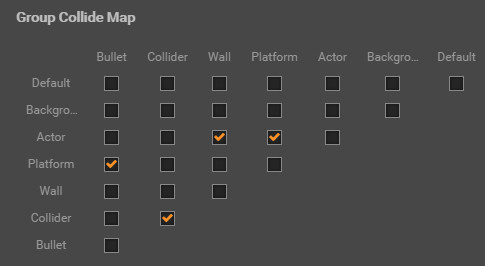 Group Collide Map
Bullet Collider Wall Platform Actor Backgro... Default
Default
Backgro...
Actor
Platform
Wall
Collider
Bullet